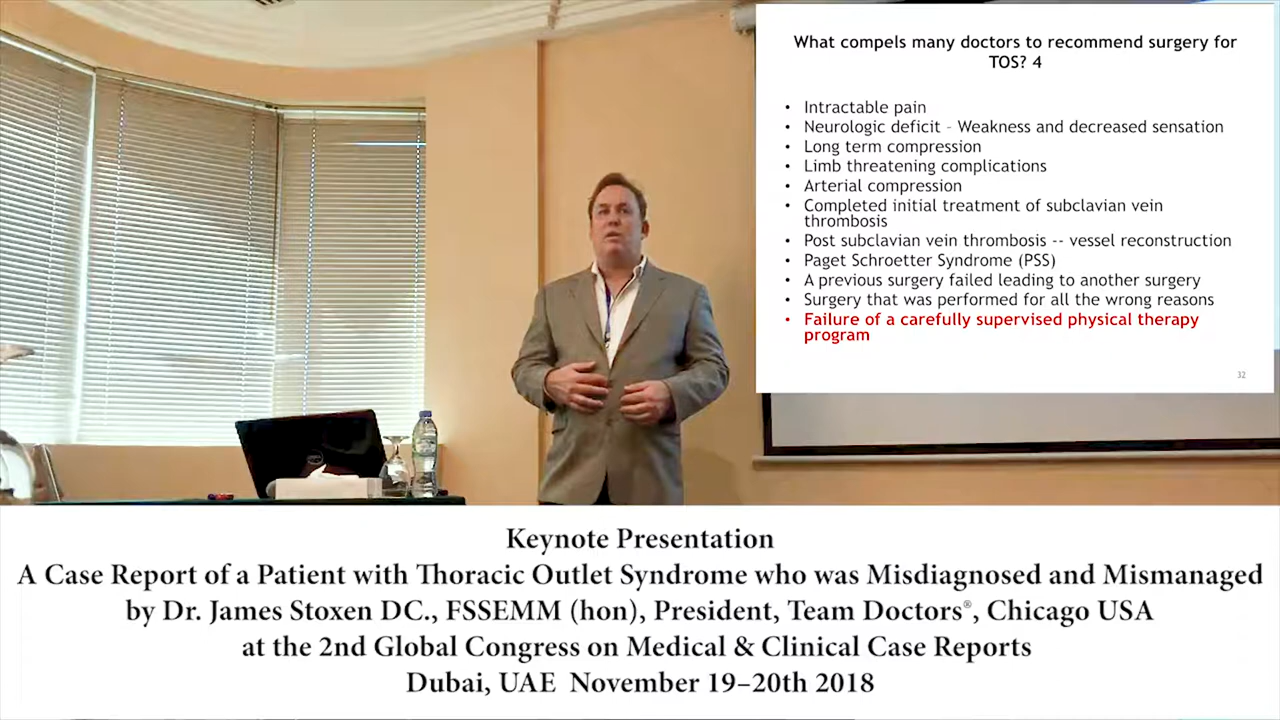 What compels many doctors to recommend surgery for
TOS? 4
• Intractable pain
• Neurologic deficit - Weakness and decreased sensation
• Long term compression
• Limb threatening complications
• Arterial compression
• Completed initial treatment of subclavian vein
thrombosis
• Post subclavian vein thrombosis -- vessel reconstruction
• Paget Schroetter Syndrome (PSS)
• A previous surgery failed leading to another surgery
• Surgery that was performed for all the wrong reasons
• Failure of a carefully supervised physical therapy
program
32
Keynote Presentation
A Case Report of a Patient with Thoracic Outlet Syndrome who was Misdiagnosed and Mismanaged
by Dr. James Stoxen DC., FSSEMM (hon), President, Team Doctors®, Chicago USA
at the 2nd Global Congress on Medical & Clinical Case Reports
Dubai, UAE November 19–20th 2018